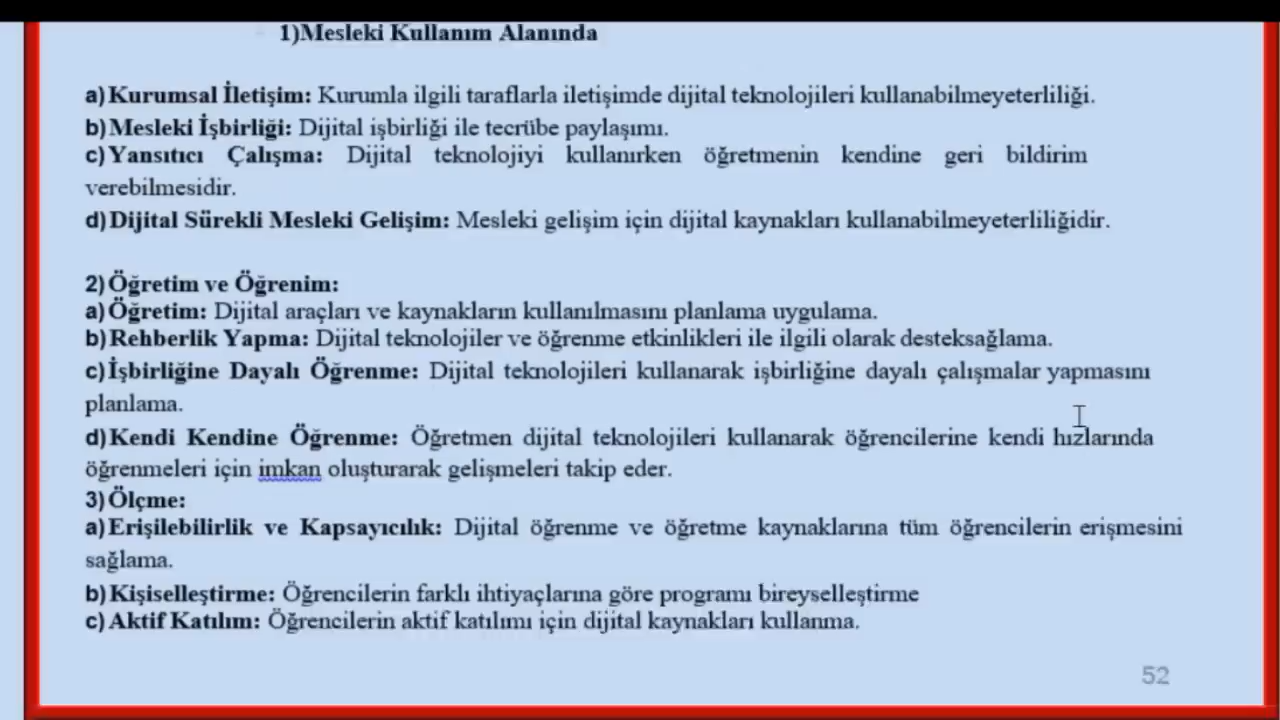 1)Mesleki Kullanım Alanında
a)Kurumsal İletişim: Kurumla ilgili taraflarla iletişimde dijital teknolojileri kullanabilmeyeterliliği.
b)Mesleki İşbirliği: Dijital işbirliği ile tecrübe paylaşımı.
c)Yansıtıcı Çalışma: Dijital teknolojiyi kullanırken öğretmenin kendine geri bildirim
verebilmesidir.
d)Dijital Sürekli Mesleki Gelişim: Mesleki gelişim için dijital kaynakları kullanabilmeyeterliliğidir.
2)Öğretim ve Öğrenim:
a)Öğretim: Dijital araçları ve kaynakların kullanılmasını planlama uygulama.
b)Rehberlik Yapma: Dijital teknolojiler ve öğrenme etkinlikleri ile ilgili olarak desteksağlama.
c)İşbirliğine Dayalı Öğrenme: Dijital teknolojileri kullanarak işbirliğine dayalı çalışmalar yapmasını
planlama.
d)Kendi Kendine Öğrenme: Öğretmen dijital teknolojileri kullanarak öğrencilerine kendi hızlarında
öğrenmeleri için imkan oluşturarak gelişmeleri takip eder.
3)Ölçme:
a)Erişilebilirlik ve Kapsayıcılık: Dijital öğrenme ve öğretme kaynaklarına tüm öğrencilerin erişmesini
sağlama.
b)Kişiselleştirme: Öğrencilerin farklı ihtiyaçlarına göre programı bireyselleştirme
c)Aktif Katılım: Öğrencilerin aktif katılımı için dijital kaynakları kullanma.
52